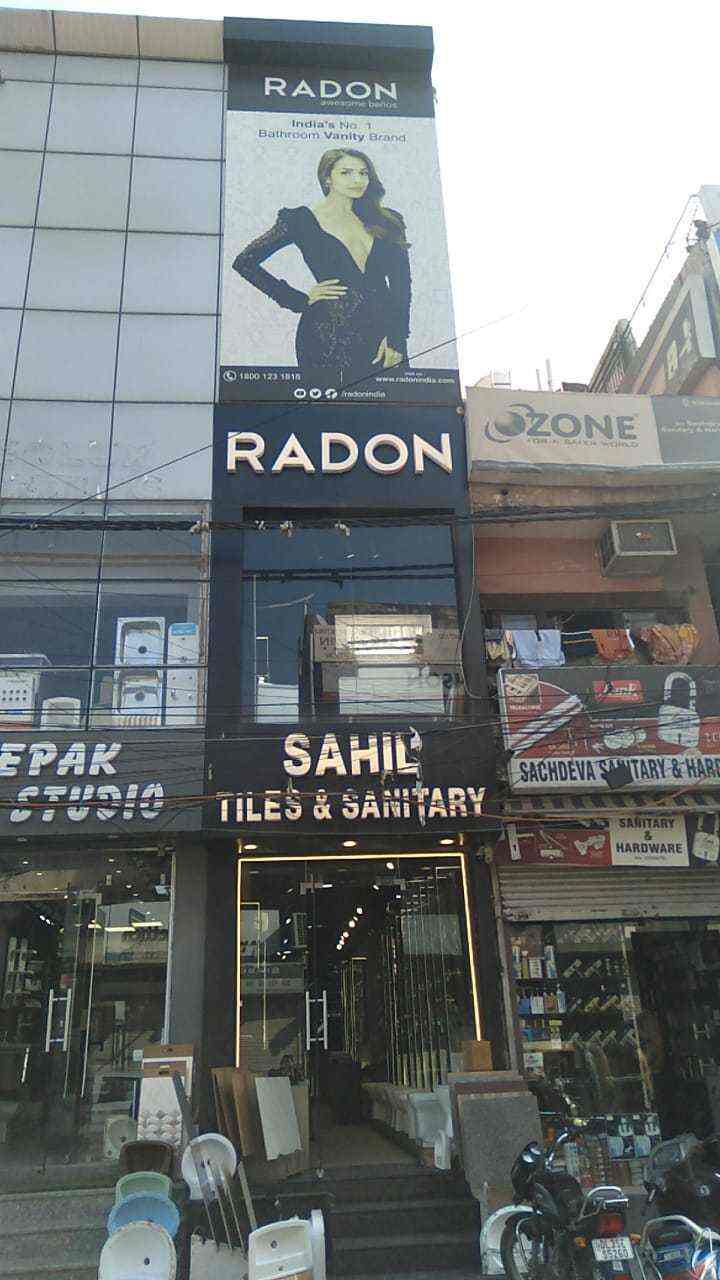 RADON
awesome baños
India's No. 1
Bathroom Vanity Brand
1800 123 1818
www.radonindia.com
/radonindia
RADON
OZONE
FOR A SAFER WORLD
EPAK
STUDIO
SAHIL
TILES & SANITARY
SACHDEVA SANITARY & HARD
SANITARY
&
HARDWARE